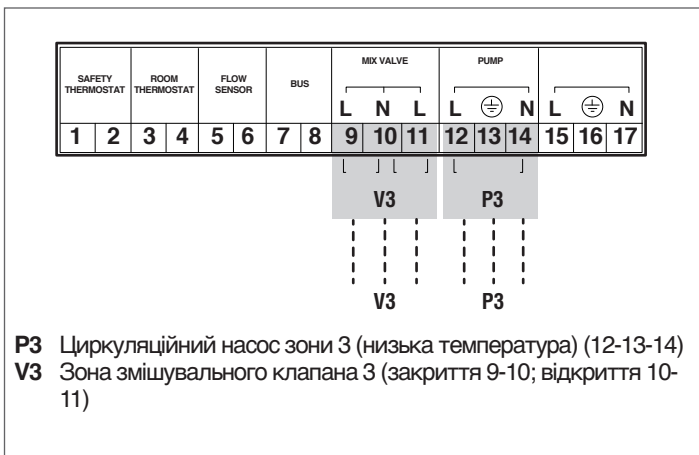 MIX VALVE PUMP
SAFETY THERMOSTAT ROOM THERMOSTAT FLOW SENSOR BUS
L N L L N L N
1 2 3 4 5 6 7 8 9 10 11 12 13 14 15 16 17
V3 P3
V3 P3
P3 Циркуляційний насос зони 3 (низька температура) (12-13-14)
V3 Зона змішувального клапана 3 (закриття 9-10; відкриття 10-
11)